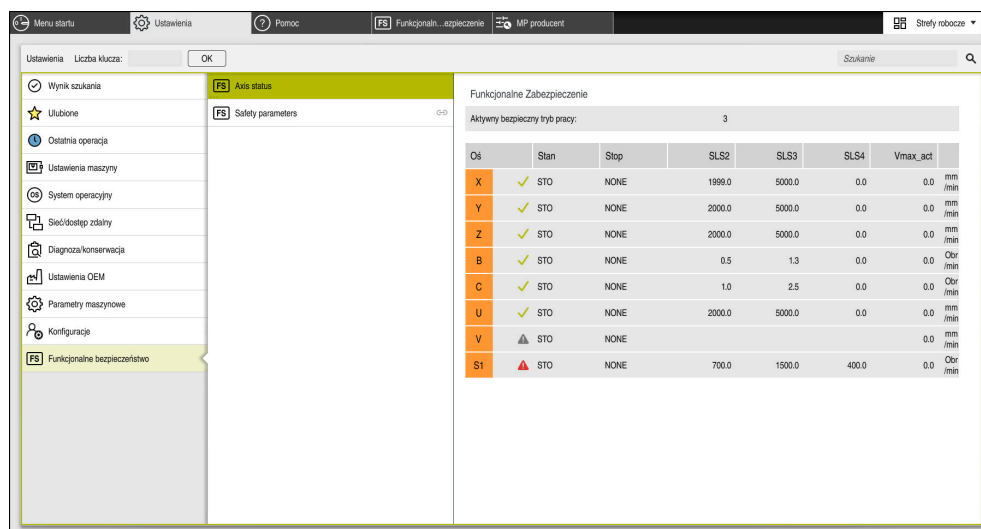 Menu startu
Ustawienia
? Pomoc
FS Funkcjonaln...ezpieczenie
MP producent
Strefy robocze
Ustawienia Liczba klucza: OK Szukanie
Wynik szukania
Ulubione
Ostatnia operacja
Ustawienia maszyny
OS System operacyjny
Sieć/dostęp zdalny
Diagnoza/konserwacja
Ustawienia OEM
Parametry maszynowe
Konfiguracje
FS Funkcjonalne bezpieczeństwo
FS Axis status
FS Safety parameters
Funkcjonalne Zabezpieczenie
Aktywny bezpieczny tryb pracy: 3
Oś Stan Stop SLS2 SLS3 SLS4 Vmax_act
X STO NONE 1999.0 5000.0 0.0 0.0 mm/min
Y STO NONE 2000.0 5000.0 0.0 0.0 mm/min
Z STO NONE 2000.0 5000.0 0.0 0.0 mm/min
B STO NONE 0.5 1.3 0.0 0.0 Obr/min
C STO NONE 1.0 2.5 0.0 0.0 Obr/min
U STO NONE 2000.0 5000.0 0.0 0.0 mm/min
V STO NONE 0.0 mm/min
S1 STO NONE 700.0 1500.0 400.0 0.0 Obr/min